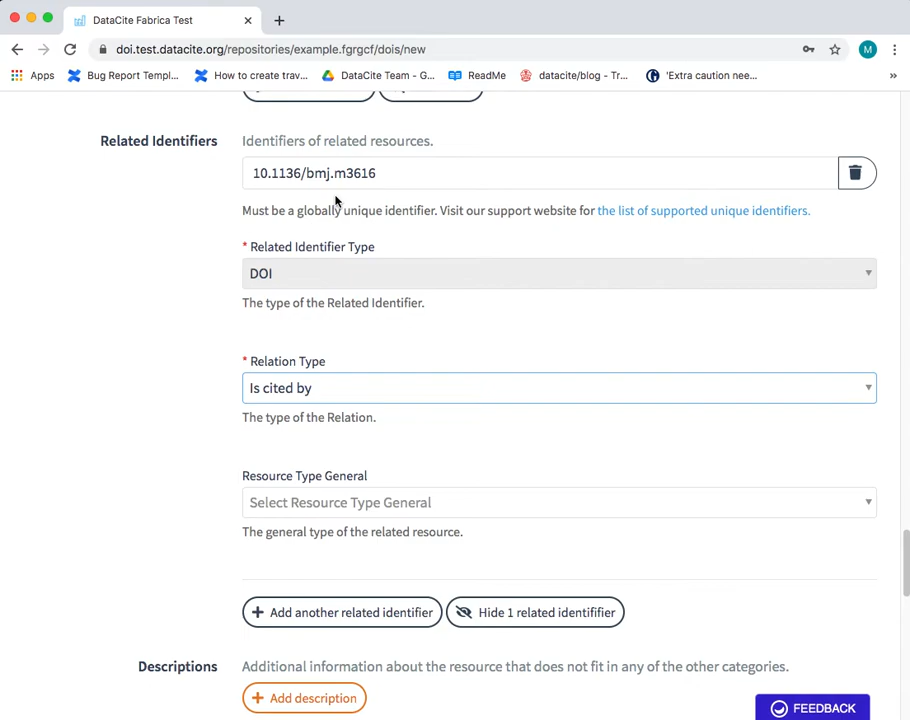 DataCite Fabrica Test
doi.test.datacite.org/repositories/example.fgrgcf/dois/new
M
Apps
Bug Report Templ...
How to create trav...
DataCite Team - G...
ReadMe
datacite/blog - Tr...
'Extra caution nee...
»
Related Identifiers
Identifiers of related resources.
10.1136/bmj.m3616
Must be a globally unique identifier. Visit our support website for the list of supported unique identifiers.
* Related Identifier Type
DOI
The type of the Related Identifier.
* Relation Type
Is cited by
The type of the Relation.
Resource Type General
Select Resource Type General
The general type of the related resource.
+ Add another related identifier
Hide 1 related identififier
Descriptions
Additional information about the resource that does not fit in any of the other categories.
+ Add description
FEEDBACK